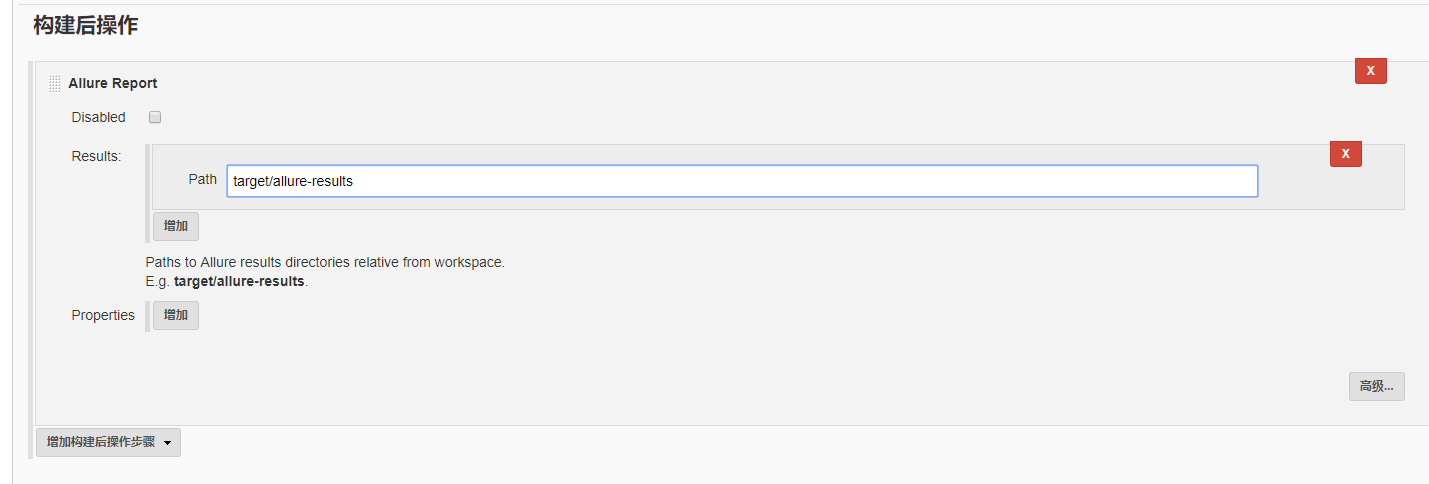 构建后操作
X
Allure Report
Disabled
Results:
X
Path target/allure-results
增加
Paths to Allure results directories relative from workspace.
E.g. target/allure-results.
Properties 增加
高级...
增加构建后操作步骤